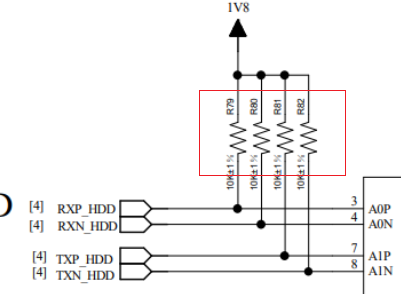 1V8
R79 R80 R81 R82
10K±1% 10K±1% 10K±1% 10K±1%
[4] RXP_HDD 3 A0P
[4] RXN_HDD 4 A0N
[4] TXP_HDD 7 A1P
[4] TXN_HDD 8 A1N